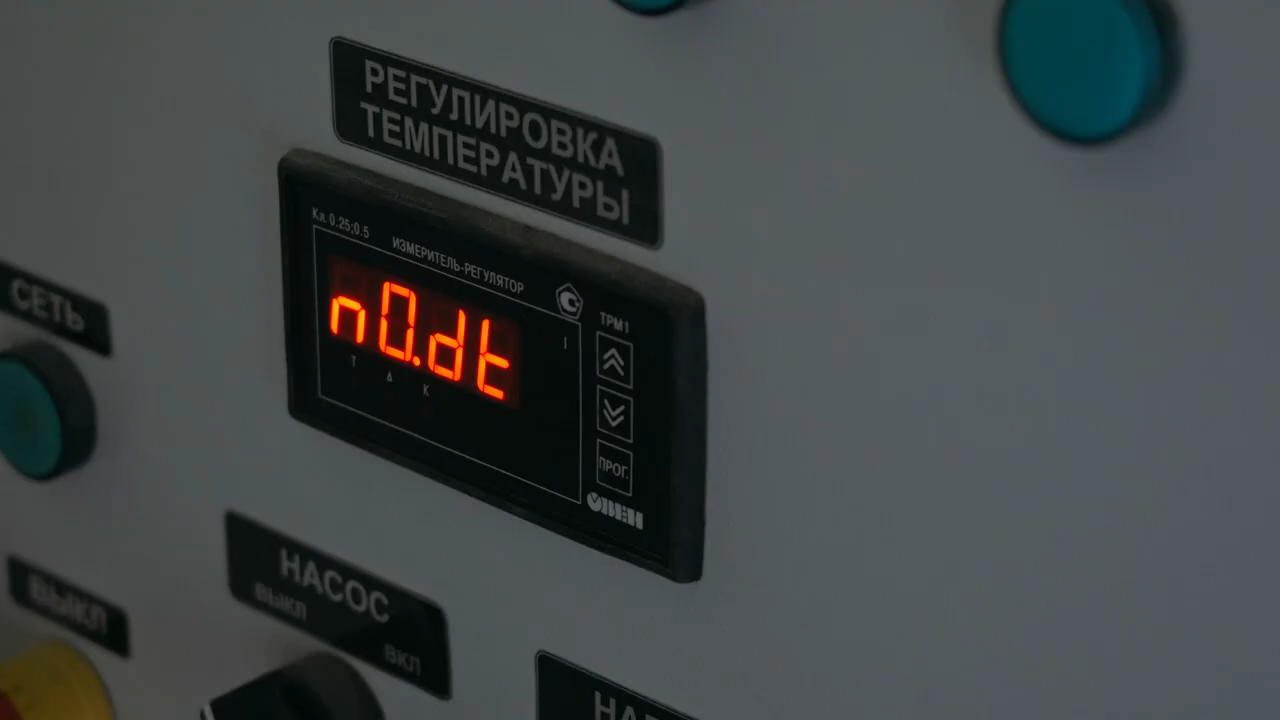 РЕГУЛИРОВКА
ТЕМПЕРАТУРЫ
Кл. 0.25;0.5
ИЗМЕРИТЕЛЬ-РЕГУЛЯТОР
ТРМ1
n0.dt
I
Т
Δ
К
ПРОГ.
ОВЕН
СЕТЬ
ВЫКЛ
НАСОС
ВЫКЛ
ВКЛ